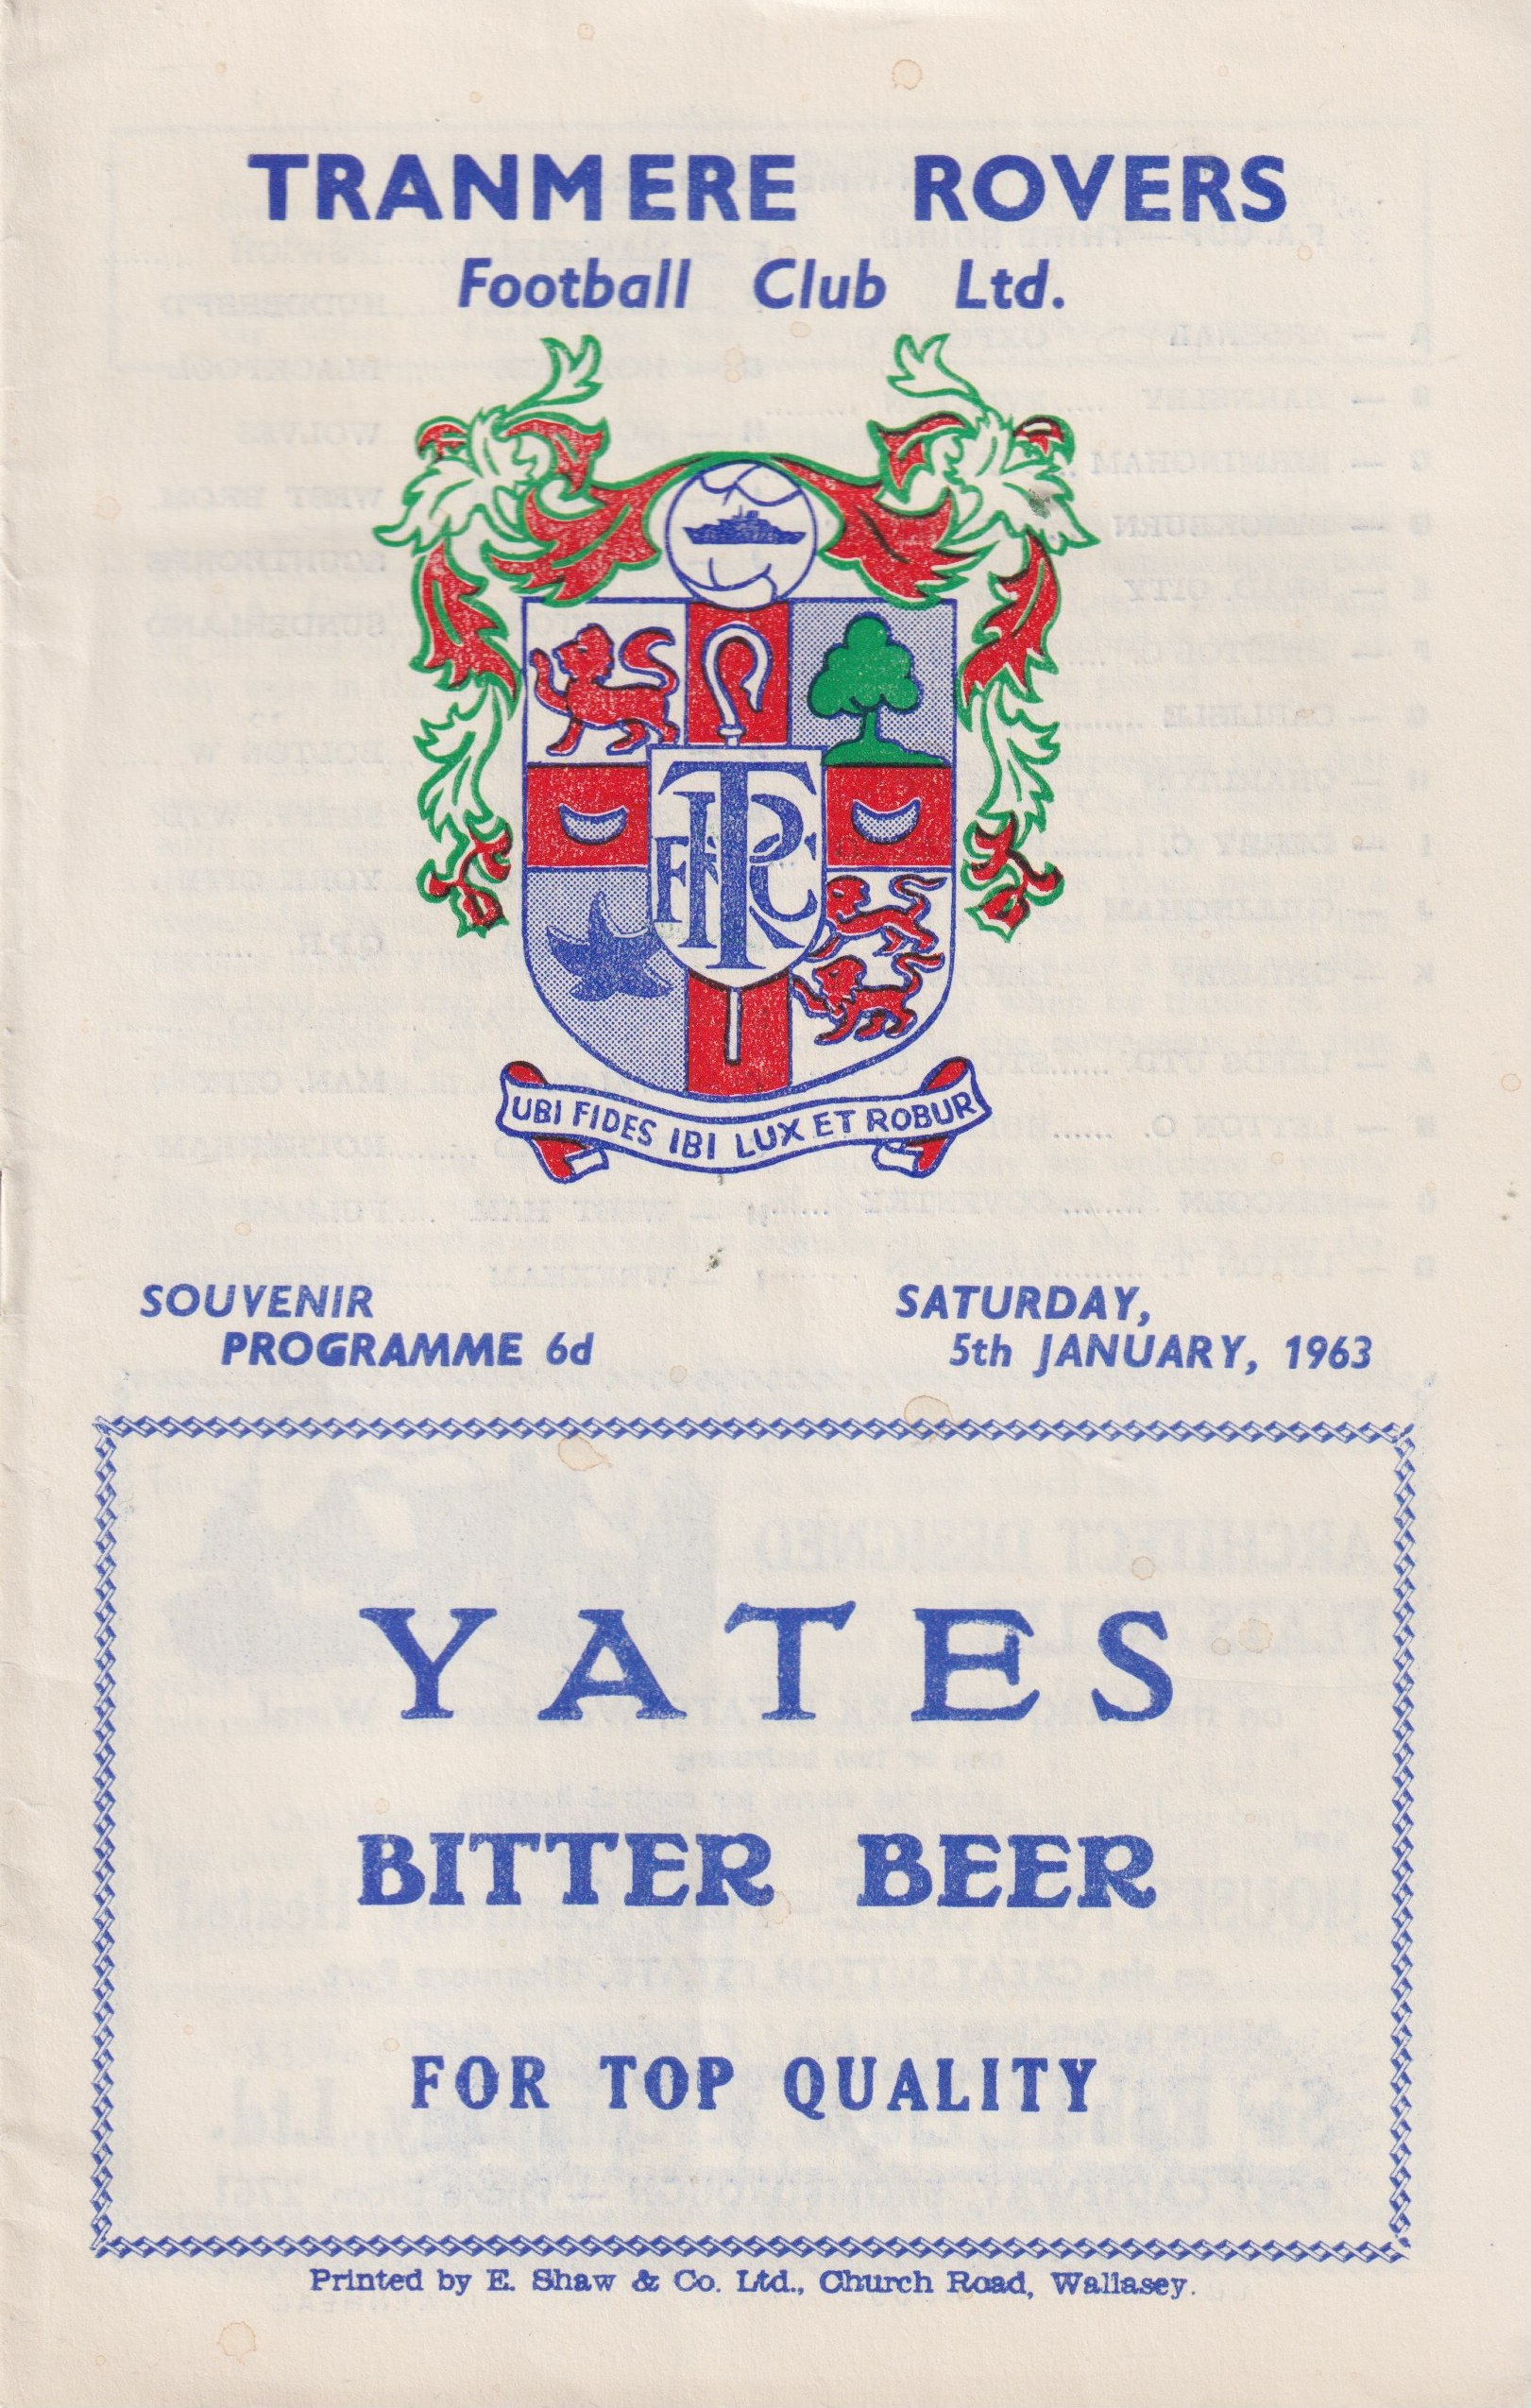 TRANMERE ROVERS
Football Club Ltd.
TRFC
UBI FIDES IBI LUX ET ROBUR
SOUVENIR
PROGRAMME 6d
SATURDAY,
5th JANUARY, 1963
YATES
BITTER BEER
FOR TOP QUALITY
Printed by E. Shaw & Co. Ltd., Church Road, Wallasey.